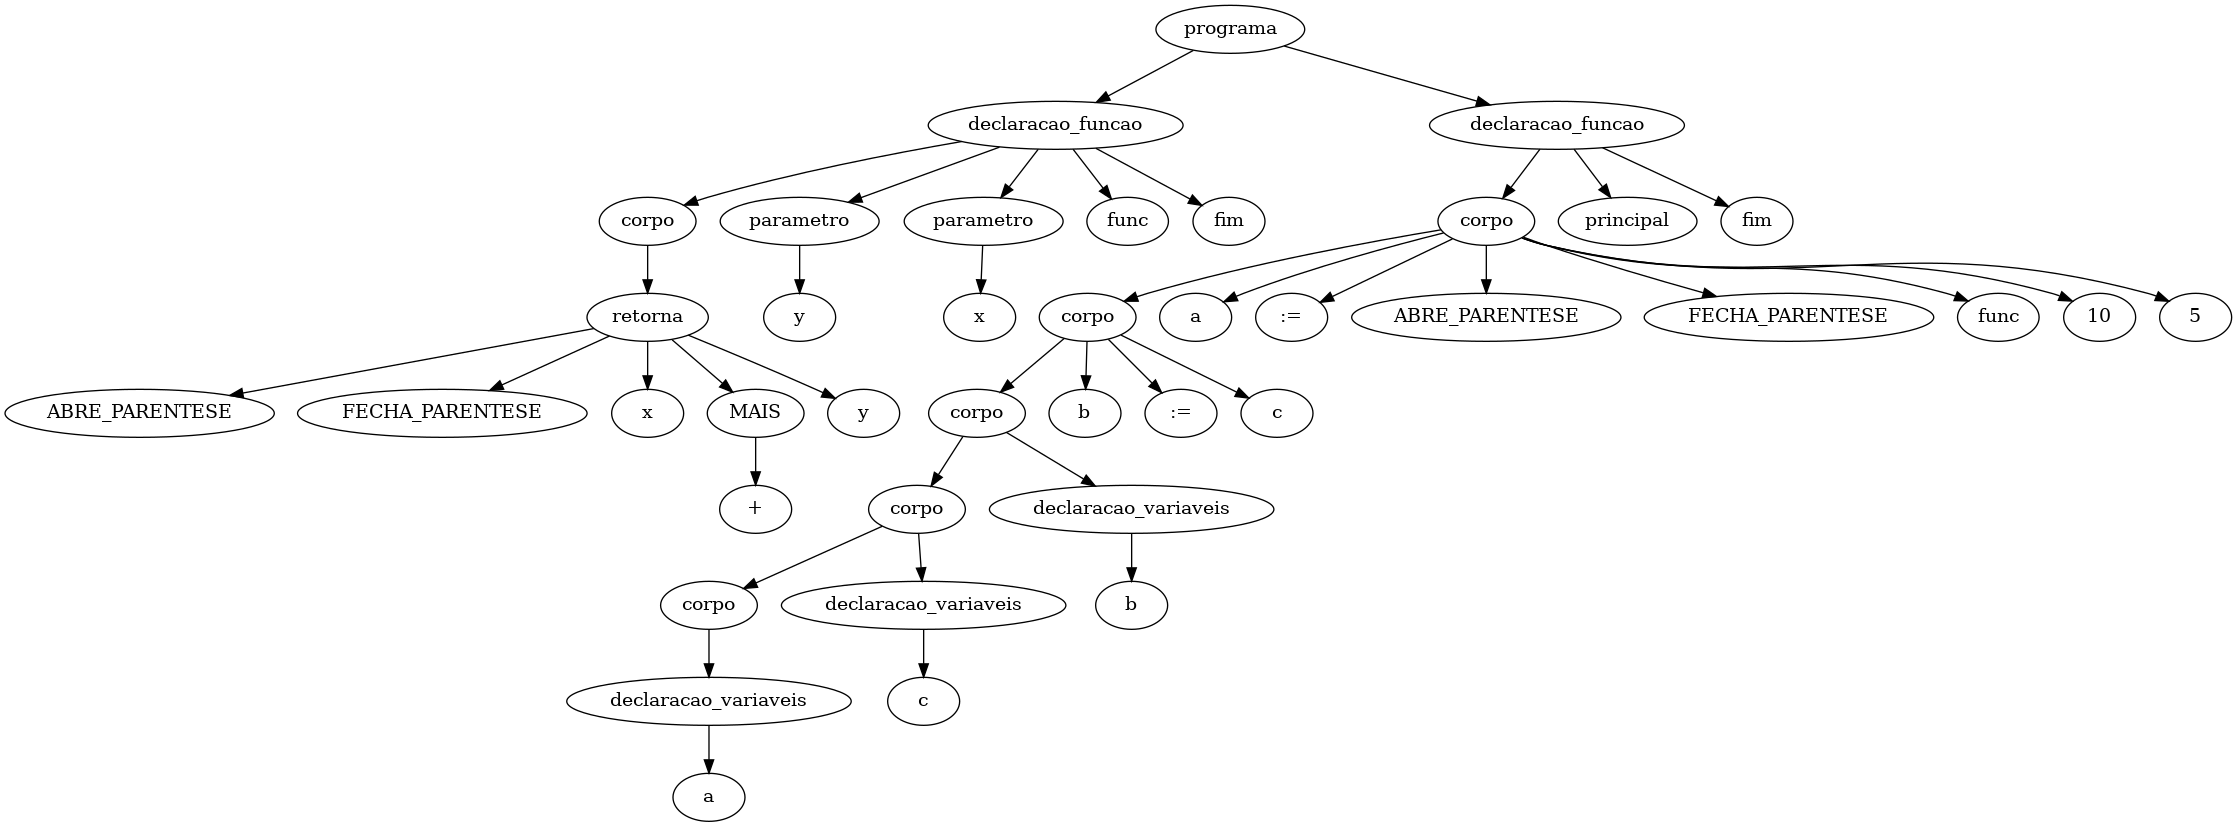 programa
declaracao_funcao declaracao_funcao
corpo parametro parametro func fim corpo principal fim
retorna y x corpo a := ABRE_PARENTESE FECHA_PARENTESE func 10 5
ABRE_PARENTESE FECHA_PARENTESE x MAIS y corpo b := c
+ corpo declaracao_variaveis
corpo declaracao_variaveis b
declaracao_variaveis c
a